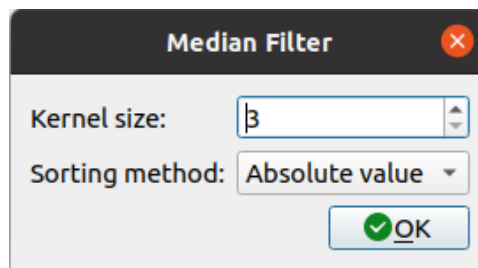 Median Filter
Kernel size: 3
Sorting method: Absolute value
OK